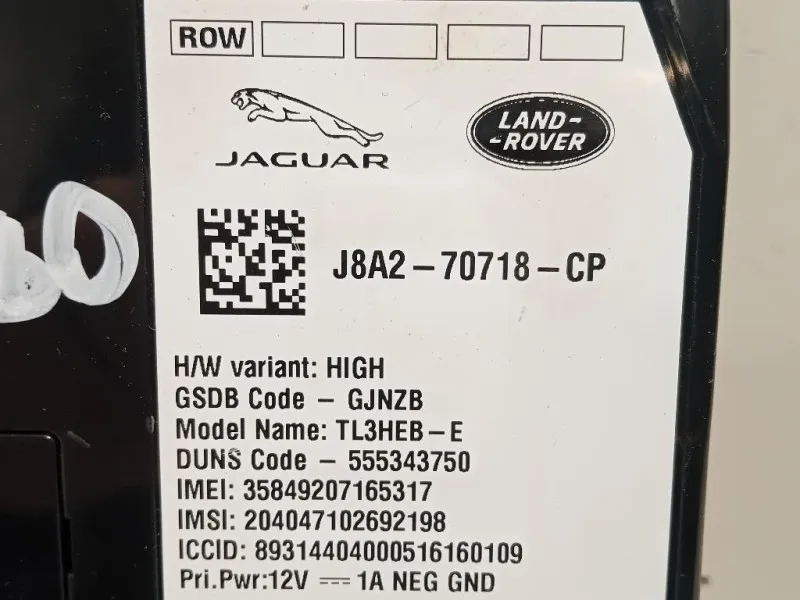 ROW
JAGUAR
LAND-
-ROVER
J8A2-70718-CP
H/W variant: HIGH
GSDB Code - GJNZB
Model Name: TL3HEB-E
DUNS Code - 555343750
IMEI: 35849207165317
IMSI: 204047102692198
ICCID: 89314404000516160109
Pri.Pwr:12V ⎓ 1A NEG GND